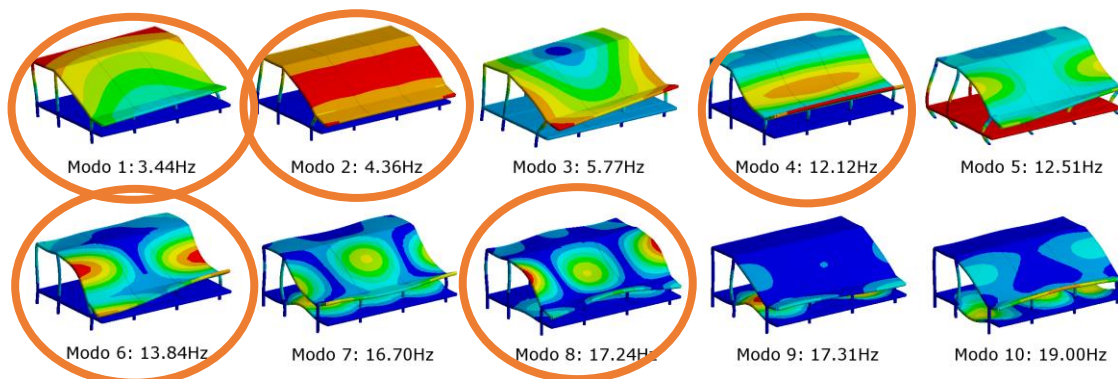 Modo 1: 3.44Hz
Modo 2: 4.36Hz
Modo 3: 5.77Hz
Modo 4: 12.12Hz
Modo 5: 12.51Hz
Modo 6: 13.84Hz
Modo 7: 16.70Hz
Modo 8: 17.24Hz
Modo 9: 17.31Hz
Modo 10: 19.00Hz